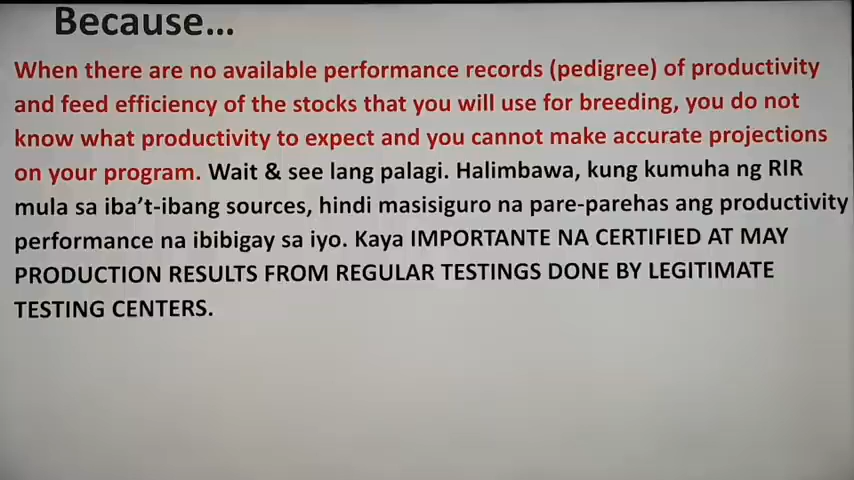 Because...
When there are no available performance records (pedigree) of productivity
and feed efficiency of the stocks that you will use for breeding, you do not
know what productivity to expect and you cannot make accurate projections
on your program. Wait & see lang palagi. Halimbawa, kung kumuha ng RIR
mula sa iba't-ibang sources, hindi masisiguro na pare-parehas ang productivity
performance na ibibigay sa iyo. Kaya IMPORTANTE NA CERTIFIED AT MAY
PRODUCTION RESULTS FROM REGULAR TESTINGS DONE BY LEGITIMATE
TESTING CENTERS.